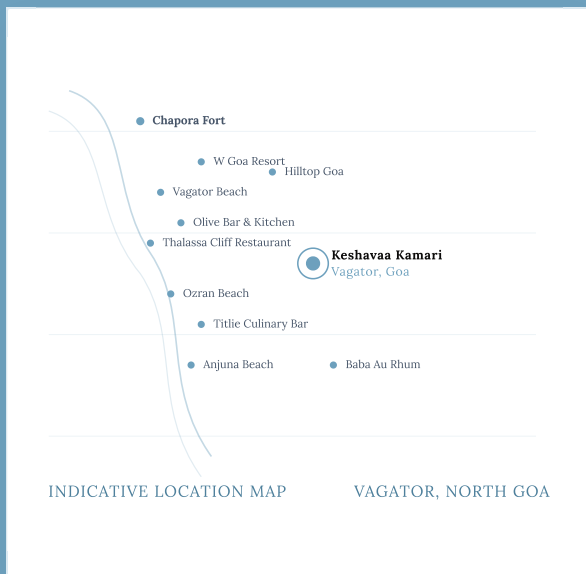 Chapora Fort
W Goa Resort
Hilltop Goa
Vagator Beach
Olive Bar & Kitchen
Thalassa Cliff Restaurant
Keshavaa Kamari
Vagator, Goa
Ozran Beach
Titlie Culinary Bar
Anjuna Beach
Baba Au Rhum
INDICATIVE LOCATION MAP
VAGATOR, NORTH GOA